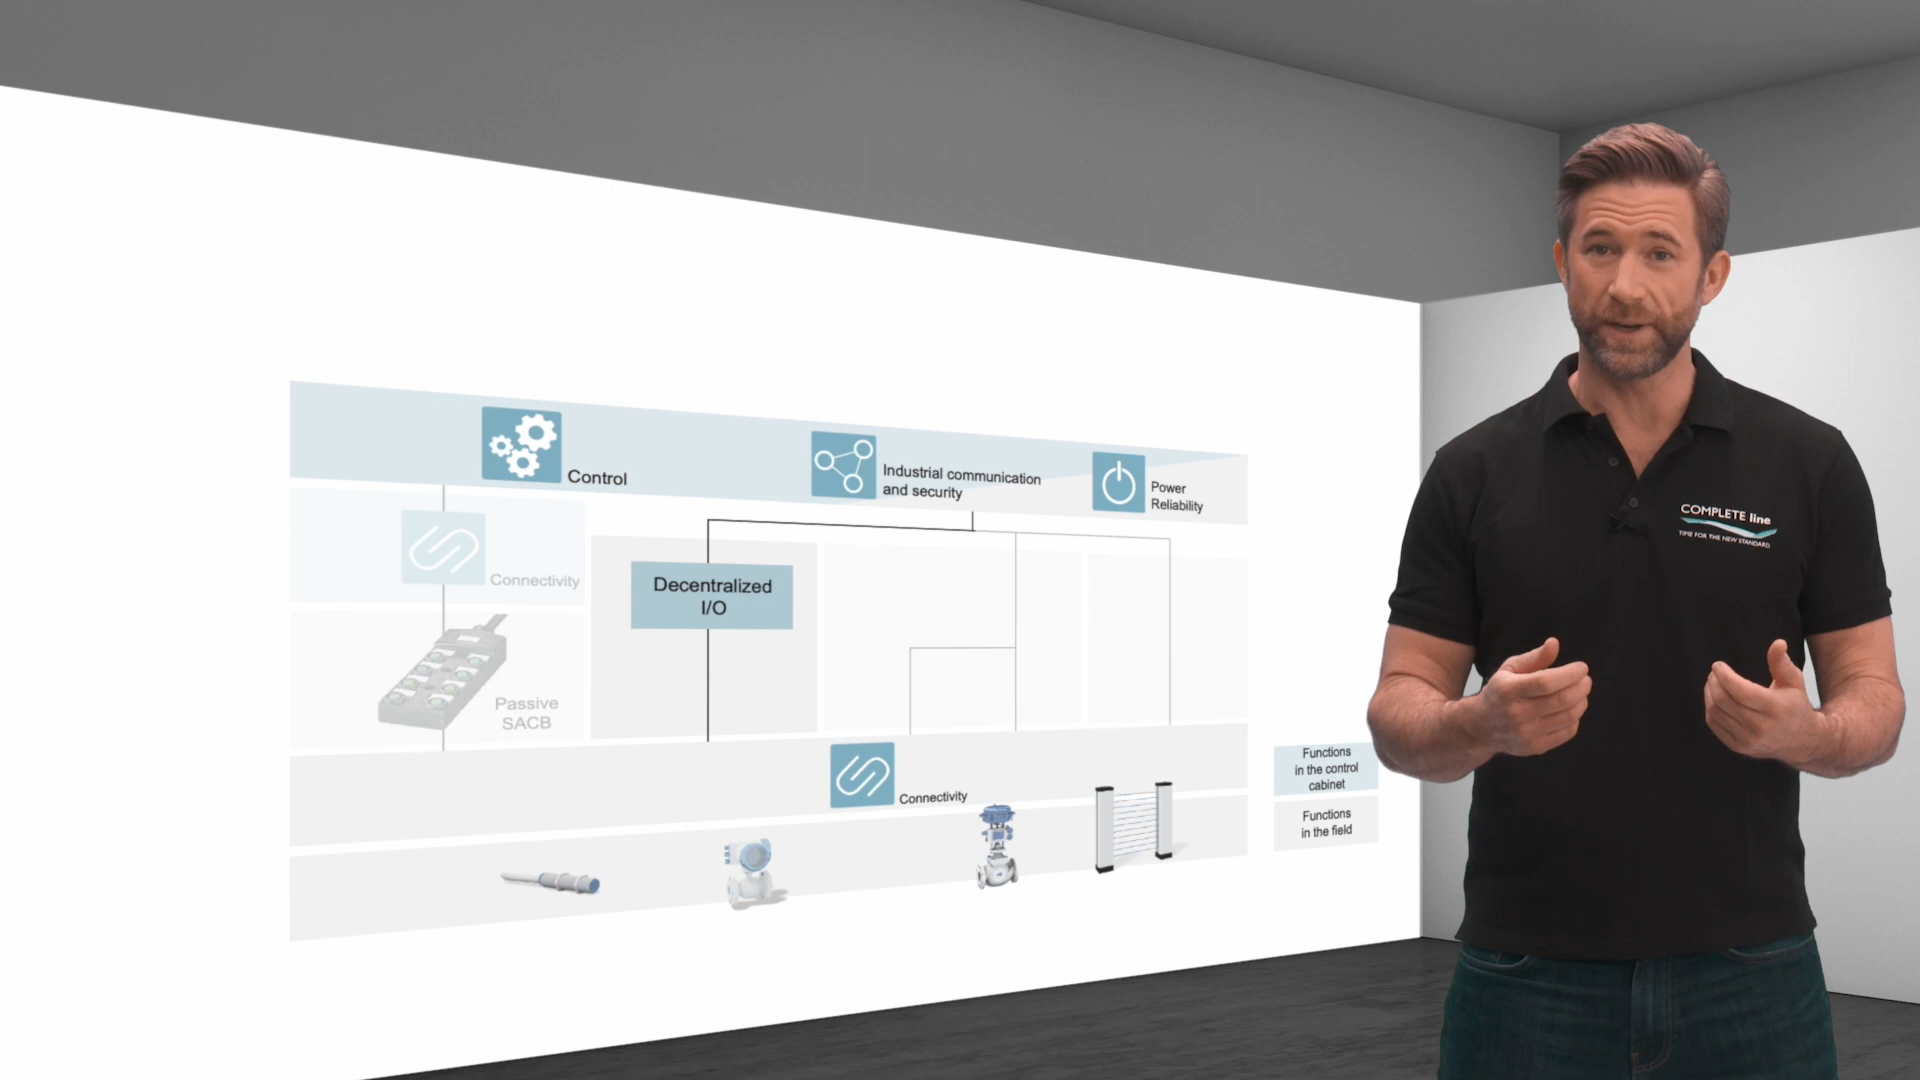 Control
Industrial communication
and security
Power
Reliability
Connectivity
Decentralized
I/O
Passive
SACB
Connectivity
Functions
in the control
cabinet
Functions
in the field
COMPLETE line
TIME FOR THE NEW STANDARD